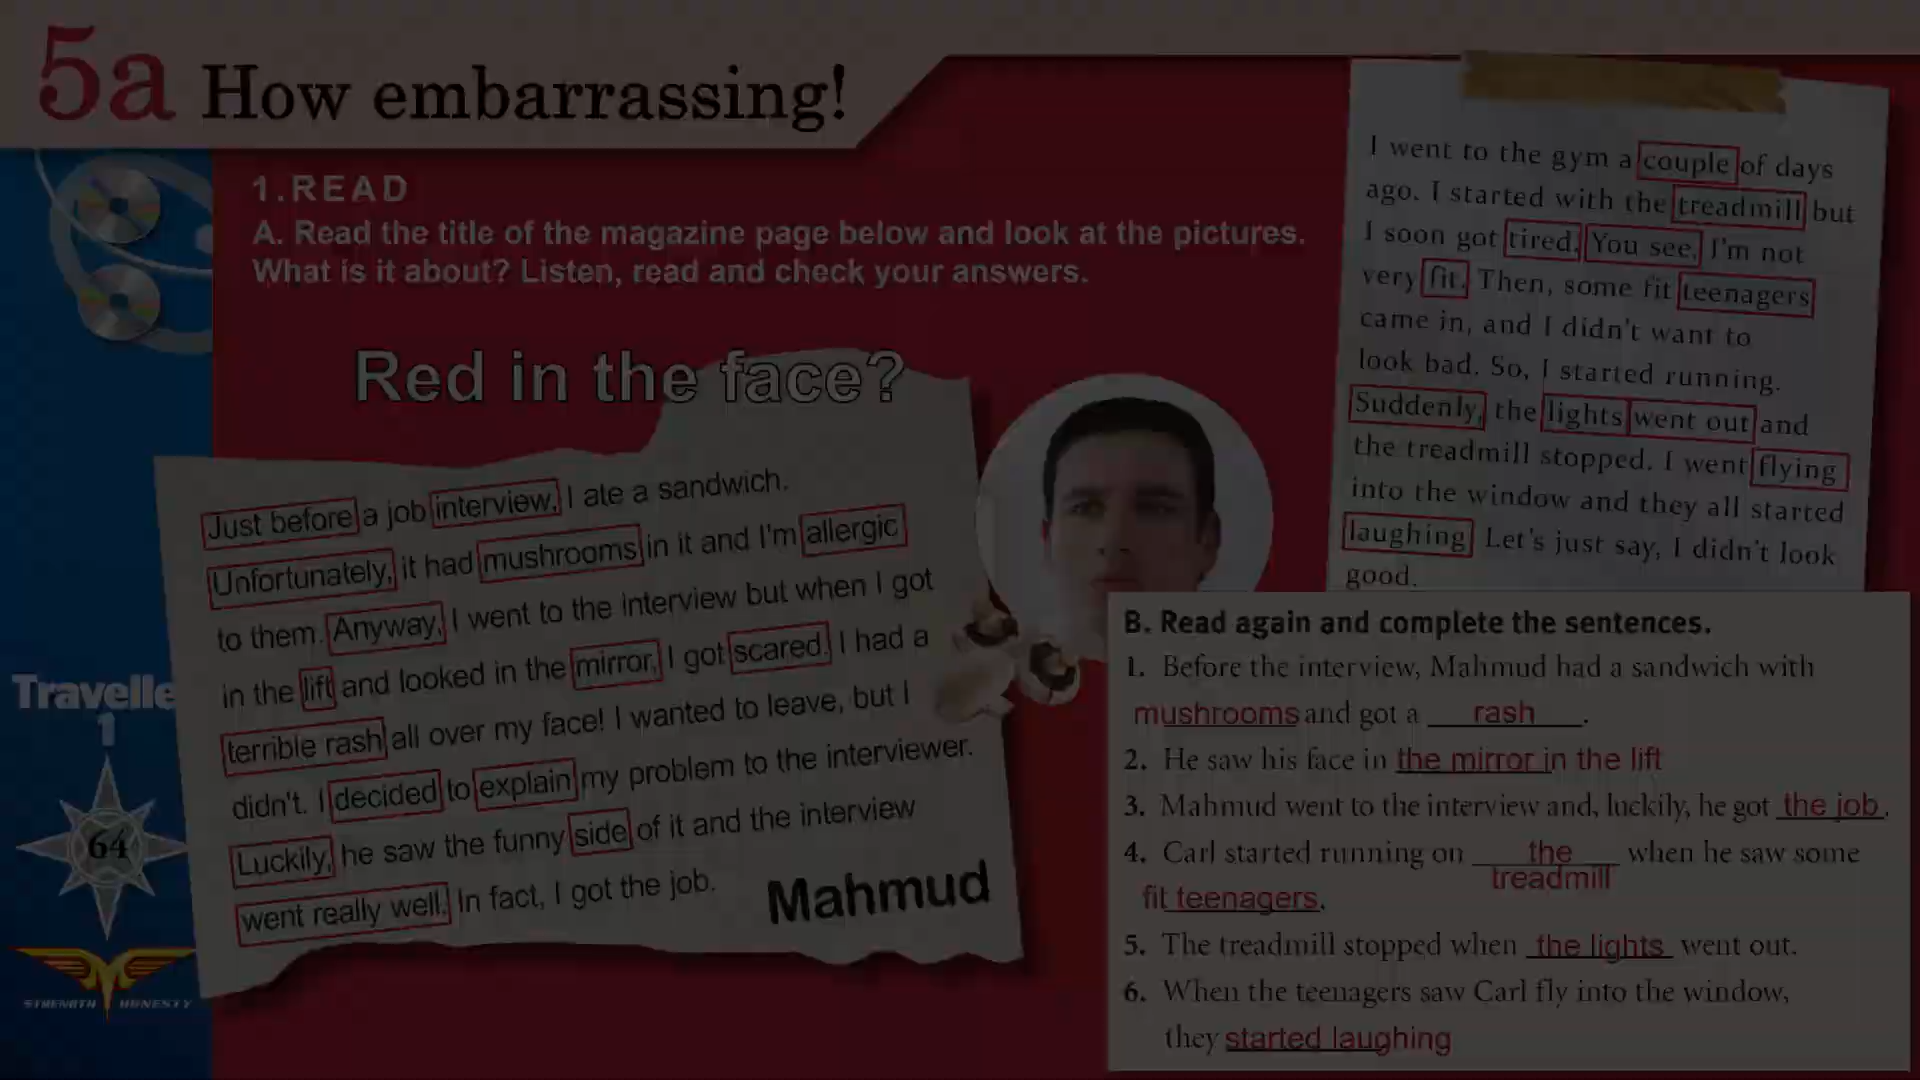 5a How embarrassing!
1.READ
A. Read the title of the magazine page below and look at the pictures.
What is it about? Listen, read and check your answers.
Red in the face?
Just before a job interview, I ate a sandwich.
Unfortunately, it had mushrooms in it and I'm allergic
to them. Anyway, I went to the interview but when I got
in the lift and looked in the mirror, I got scared. I had a
terrible rash all over my face! I wanted to leave, but I
didn't. I decided to explain my problem to the interviewer.
Luckily, he saw the funny side of it and the interview
went really well. In fact, I got the job.
Mahmud
I went to the gym a couple of days
ago. I started with the treadmill but
I soon got tired. You see, I'm not
very fit. Then, some fit teenagers
came in, and I didn't want to
look bad. So, I started running.
Suddenly, the lights went out and
the treadmill stopped. I went flying
into the window and they all started
laughing. Let's just say, I didn't look
good.
B. Read again and complete the sentences.
1. Before the interview, Mahmud had a sandwich with
mushrooms and got a rash.
2. He saw his face in the mirror in the lift
3. Mahmud went to the interview and, luckily, he got the job.
4. Carl started running on the treadmill when he saw some
fit teenagers.
5. The treadmill stopped when the lights went out.
6. When the teenagers saw Carl fly into the window,
they started laughing
Travelle
1
64
STRENGTH HONESTY